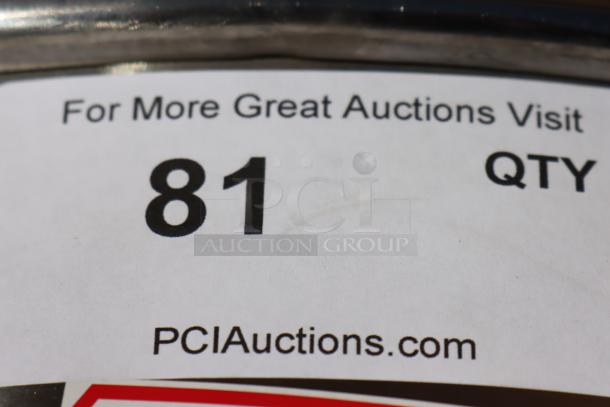 For More Great Auctions Visit
81 QTY
PCI
AUCTION GROUP
PCIAuctions.com